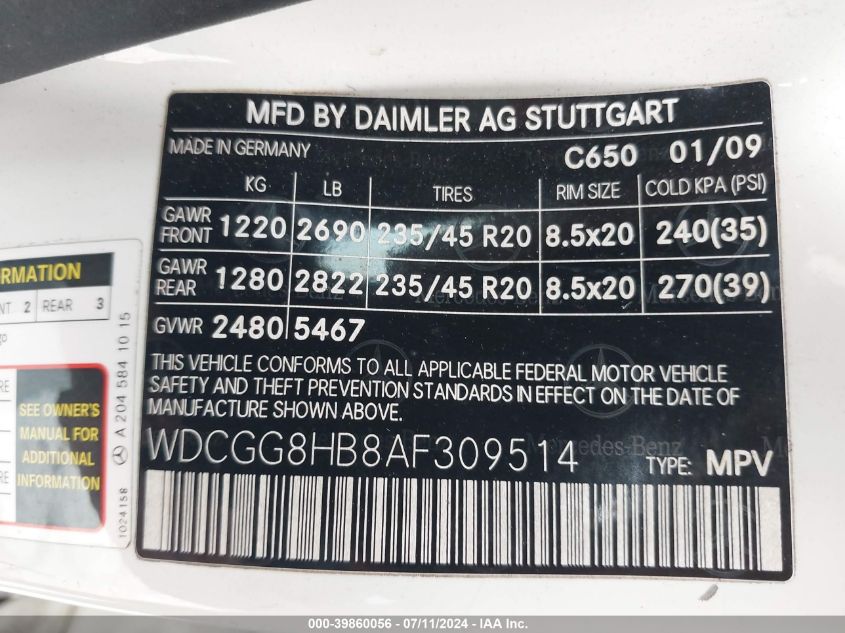 MFD BY DAIMLER AG STUTTGART
MADE IN GERMANY C650 01/09
KG LB TIRES RIM SIZE COLD KPA (PSI)
GAWR FRONT 1220 2690 235/45 R20 8.5x20 240(35)
GAWR REAR 1280 2822 235/45 R20 8.5x20 270(39)
GVWR 2480 5467
THIS VEHICLE CONFORMS TO ALL APPLICABLE FEDERAL MOTOR VEHICLE
SAFETY AND THEFT PREVENTION STANDARDS IN EFFECT ON THE DATE OF
MANUFACTURE SHOWN ABOVE.
WDCGG8HB8AF309514 TYPE: MPV
Mercedes-Benz
2 REAR 3
SEE OWNER'S
MANUAL FOR
ADDITIONAL
INFORMATION
A 204 584 10 15
1024158
000-39860056 - 07/11/2024 - IAA Inc.